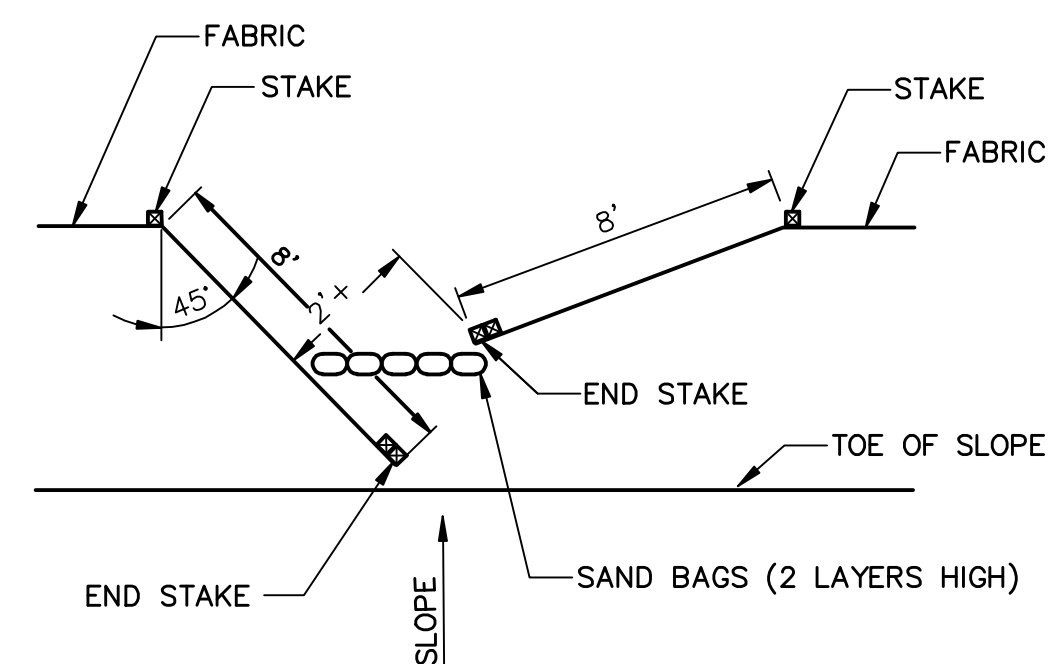 FABRIC
STAKE
STAKE
FABRIC
8'
8'
45°
2' ×
END STAKE
TOE OF SLOPE
END STAKE
SAND BAGS (2 LAYERS HIGH)
SLOPE